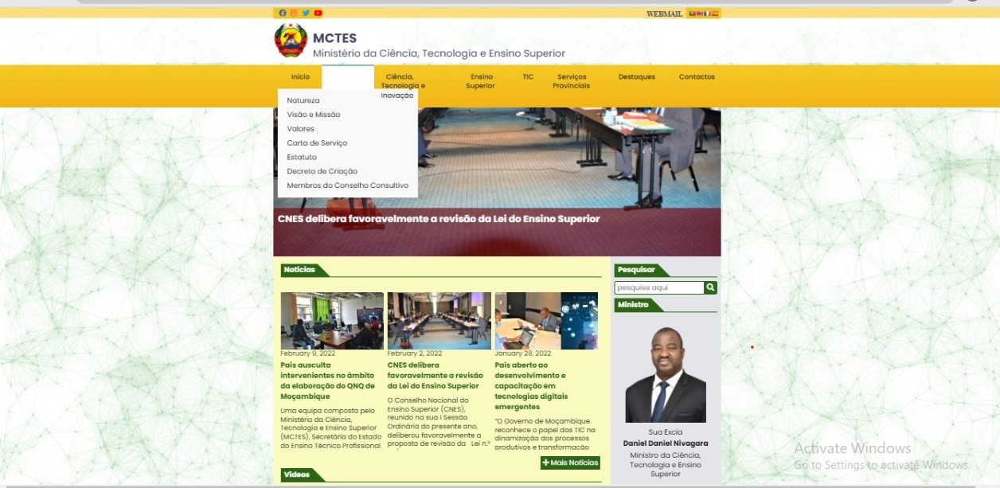 WEBMAIL
MCTES
Ministério da Ciência, Tecnologia e Ensino Superior
Início
Ciência,
Tecnologia e
Inovação
Ensino
Superior
TIC
Serviços
Provinciais
Destaques
Contactos
Natureza
Visão e Missão
Valores
Carta de Serviço
Estatuto
Decreto de Criação
Membros do Conselho Consultivo
CNES delibera favoravelmente a revisão da Lei do Ensino Superior
Notícias
February 9, 2022
País ausculta
intervenientes no âmbito
da elaboração do QNQ de
Moçambique
Uma equipa composta pelo
Ministério da Ciência,
Tecnologia e Ensino Superior
(MCTES), Secretária do Estado
do Ensino Técnico Profissional
February 2, 2022
CNES delibera
favoravelmente a revisão
da Lei do Ensino Superior
O Conselho Nacional do
Ensino Superior (CNES),
reunido na sua I Sessão
Ordinária do presente ano,
deliberou favoravelmente a
proposta de revisão da Lei n.º
January 28, 2022
País aberto ao
desenvolvimento e
capacitação em
tecnologias digitais
emergentes
"O Governo de Moçambique
reconhece o papel das TIC na
dinamização dos processos
produtivos e transformação
Mais Notícias
Videos
Pesquisar
pesquise aqui
Ministro
Sua Excia
Daniel Daniel Nivagara
Ministro da Ciência,
Tecnologia e Ensino
Superior
Activate Windows
Go to Settings to activate Windows.